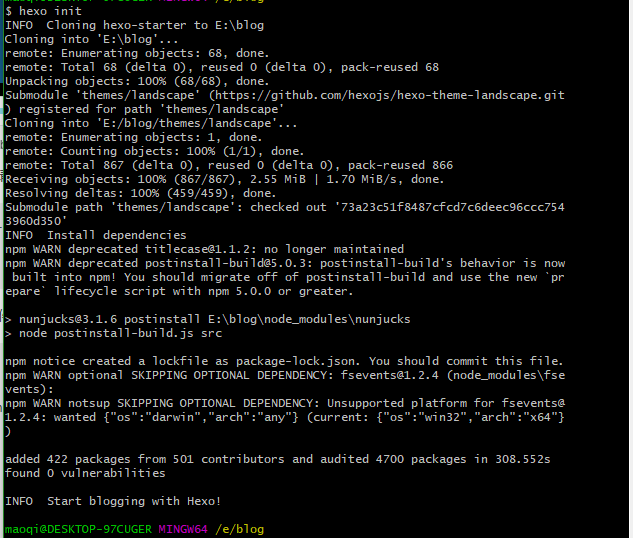 maoqi@DESKTOP-97CUGER MINGW64 /e/blog
$ hexo init
INFO  Cloning hexo-starter to E:\blog
Cloning into 'E:\blog'...
remote: Enumerating objects: 68, done.
remote: Total 68 (delta 0), reused 0 (delta 0), pack-reused 68
Unpacking objects: 100% (68/68), done.
Submodule 'themes/landscape' (https://github.com/hexojs/hexo-theme-landscape.git
) registered for path 'themes/landscape'
Cloning into 'E:/blog/themes/landscape'...
remote: Enumerating objects: 1, done.
remote: Counting objects: 100% (1/1), done.
remote: Total 867 (delta 0), reused 0 (delta 0), pack-reused 866
Receiving objects: 100% (867/867), 2.55 MiB | 1.70 MiB/s, done.
Resolving deltas: 100% (459/459), done.
Submodule path 'themes/landscape': checked out '73a23c51f8487cfcd7c6deec96ccc754
3960d350'
INFO  Install dependencies
npm WARN deprecated titlecase@1.1.2: no longer maintained
npm WARN deprecated postinstall-build@5.0.3: postinstall-build's behavior is now
 built into npm! You should migrate off of postinstall-build and use the new `pr
epare` lifecycle script with npm 5.0.0 or greater.
> nunjucks@3.1.6 postinstall E:\blog\node_modules\nunjucks
> node postinstall-build.js src
npm notice created a lockfile as package-lock.json. You should commit this file.
npm WARN optional SKIPPING OPTIONAL DEPENDENCY: fsevents@1.2.4 (node_modules\fse
vents):
npm WARN notsup SKIPPING OPTIONAL DEPENDENCY: Unsupported platform for fsevents@
1.2.4: wanted {"os":"darwin","arch":"any"} (current: {"os":"win32","arch":"x64"}
)
added 422 packages from 501 contributors and audited 4700 packages in 308.552s
found 0 vulnerabilities
INFO  Start blogging with Hexo!
maoqi@DESKTOP-97CUGER MINGW64 /e/blog